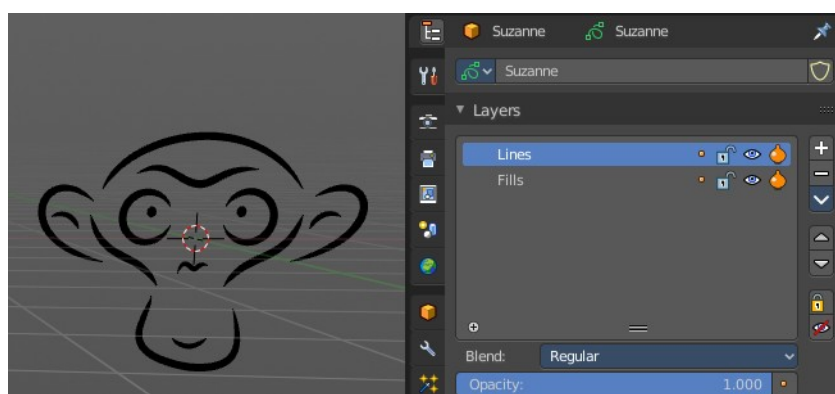 Suzanne Suzanne
Suzanne
Layers
Lines
Fills
Blend: Regular
Opacity: 1.000